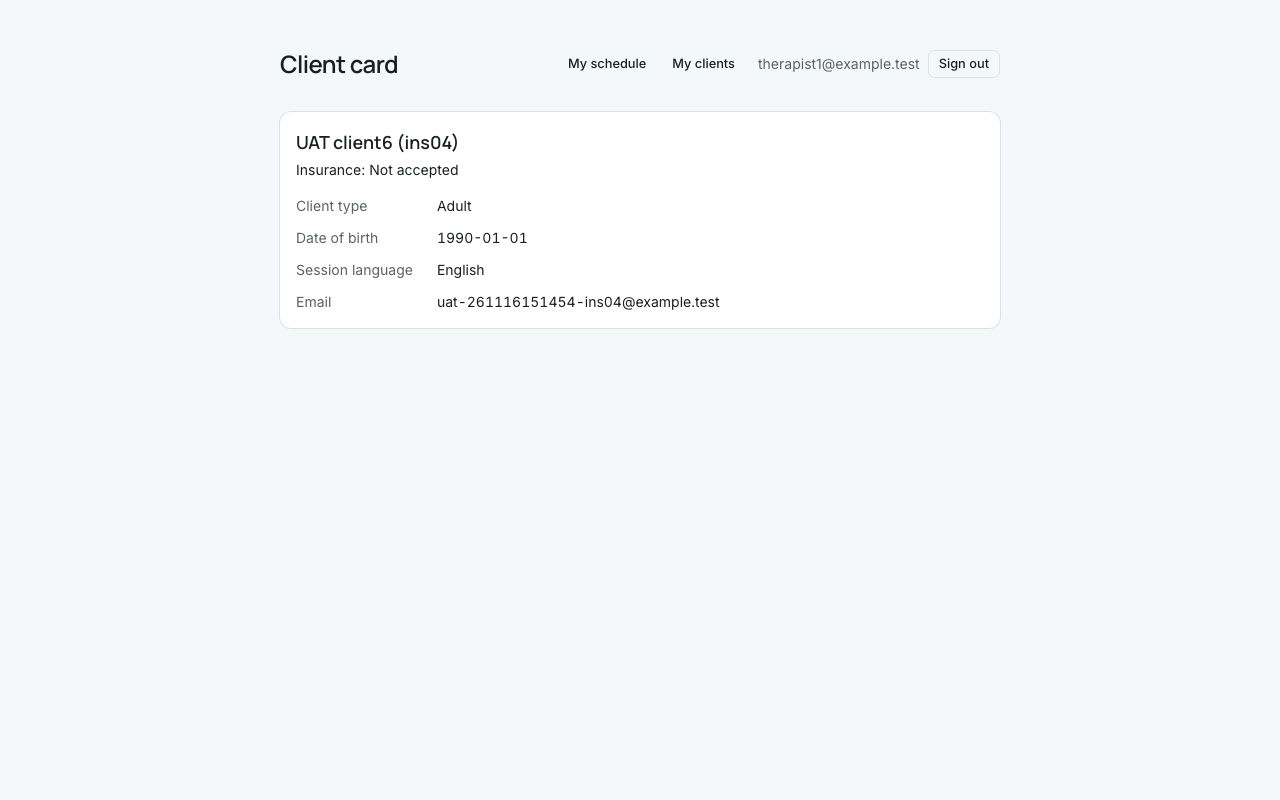 Client card
My schedule My clients therapist1@example.test Sign out
UAT client6 (ins04)
Insurance: Not accepted
Client type Adult
Date of birth 1990-01-01
Session language English
Email uat-261116151454-ins04@example.test